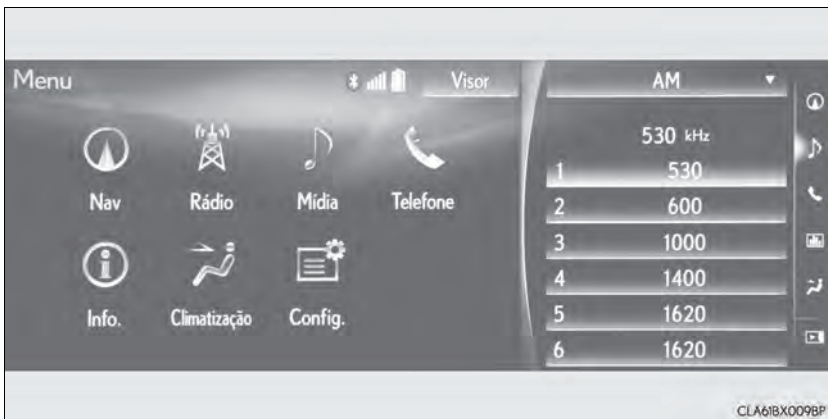 Menu
Visor
Nav
Rádio
Mídia
Telefone
Info.
Climatização
Config.
AM
530 kHz
1 530
2 600
3 1000
4 1400
5 1620
6 1620
CLA61BX009BP